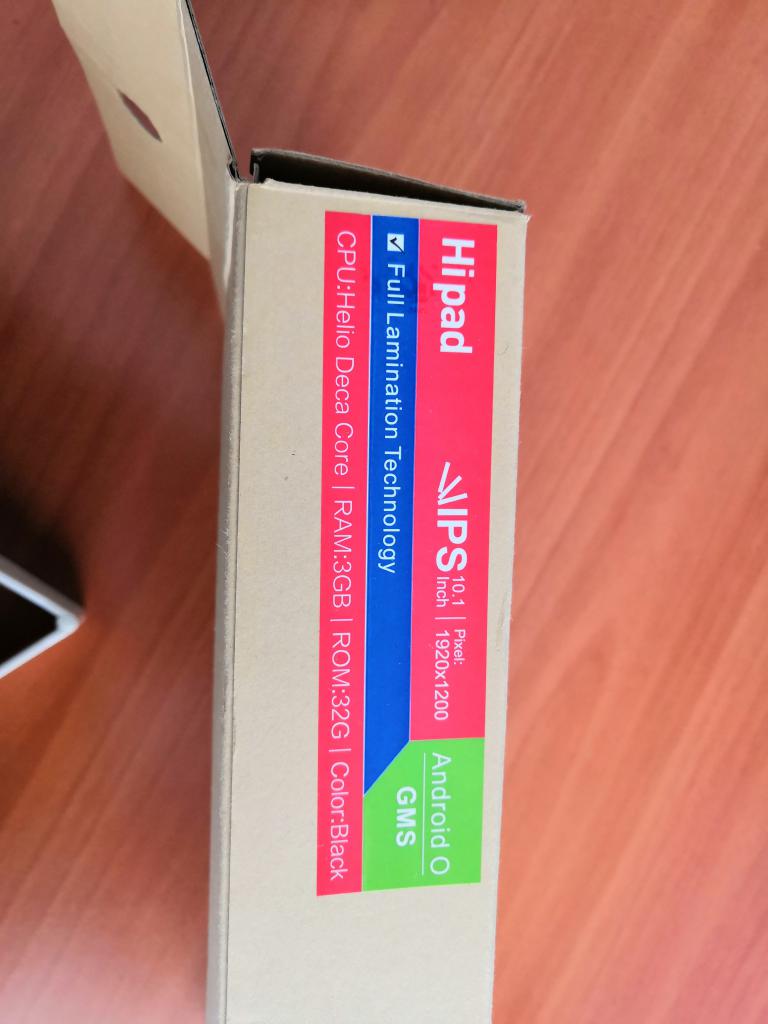 Hipad
IPS 10.1 Inch | Pixel: 1920x1200
Android O
GMS
Full Lamination Technology
CPU:Helio Deca Core | RAM:3GB | ROM:32G | Color:Black